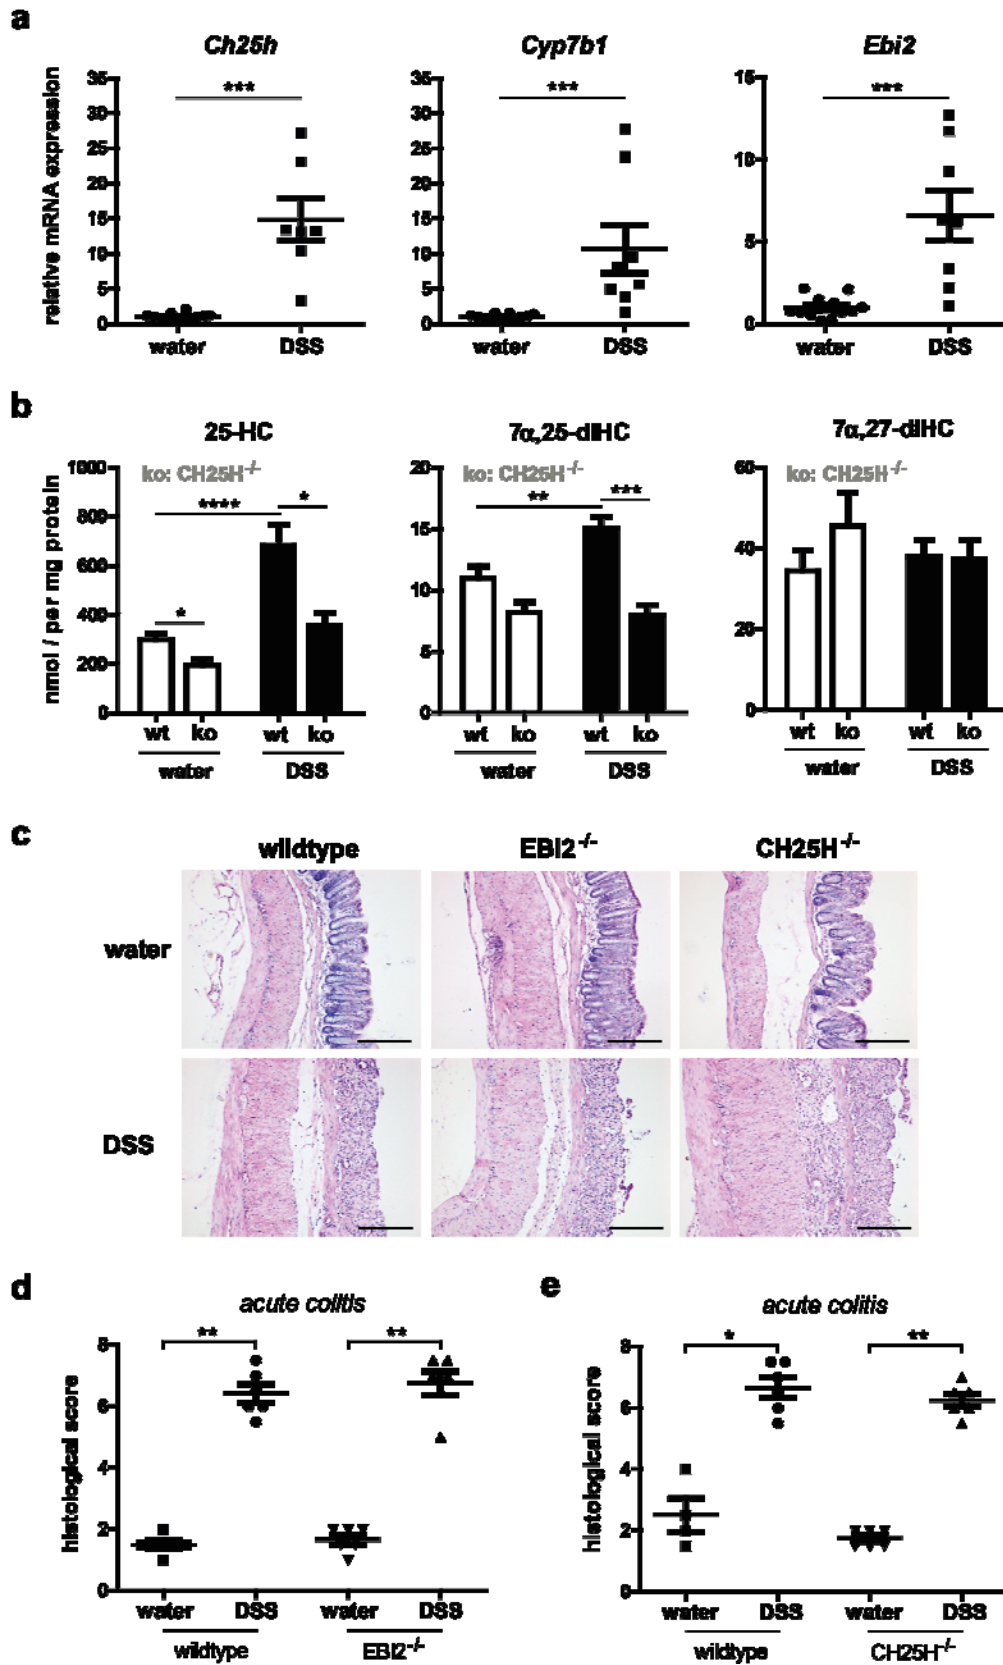 a
Ch25h
Cyp7b1
Ebi2
relative mRNA expression
35
30
25
20
15
10
5
0
***
water
DSS
35
30
25
20
15
10
5
0
***
water
DSS
15
10
5
0
***
water
DSS
b
25-HC
7α,25-diHC
7α,27-diHC
nmol / per mg protein
1000
800
600
400
200
0
ko: CH25H-/-
****
*
*
wt ko wt ko
water DSS
20
15
10
5
0
ko: CH25H-/-
**
***
wt ko wt ko
water DSS
60
40
20
0
ko: CH25H-/-
wt ko wt ko
water DSS
c
wildtype EBI2-/- CH25H-/-
water
DSS
d
acute colitis
histological score
8
6
4
2
0
**
**
water DSS water DSS
wildtype EBI2-/-
e
acute colitis
histological score
8
6
4
2
0
*
**
water DSS water DSS
wildtype CH25H-/-